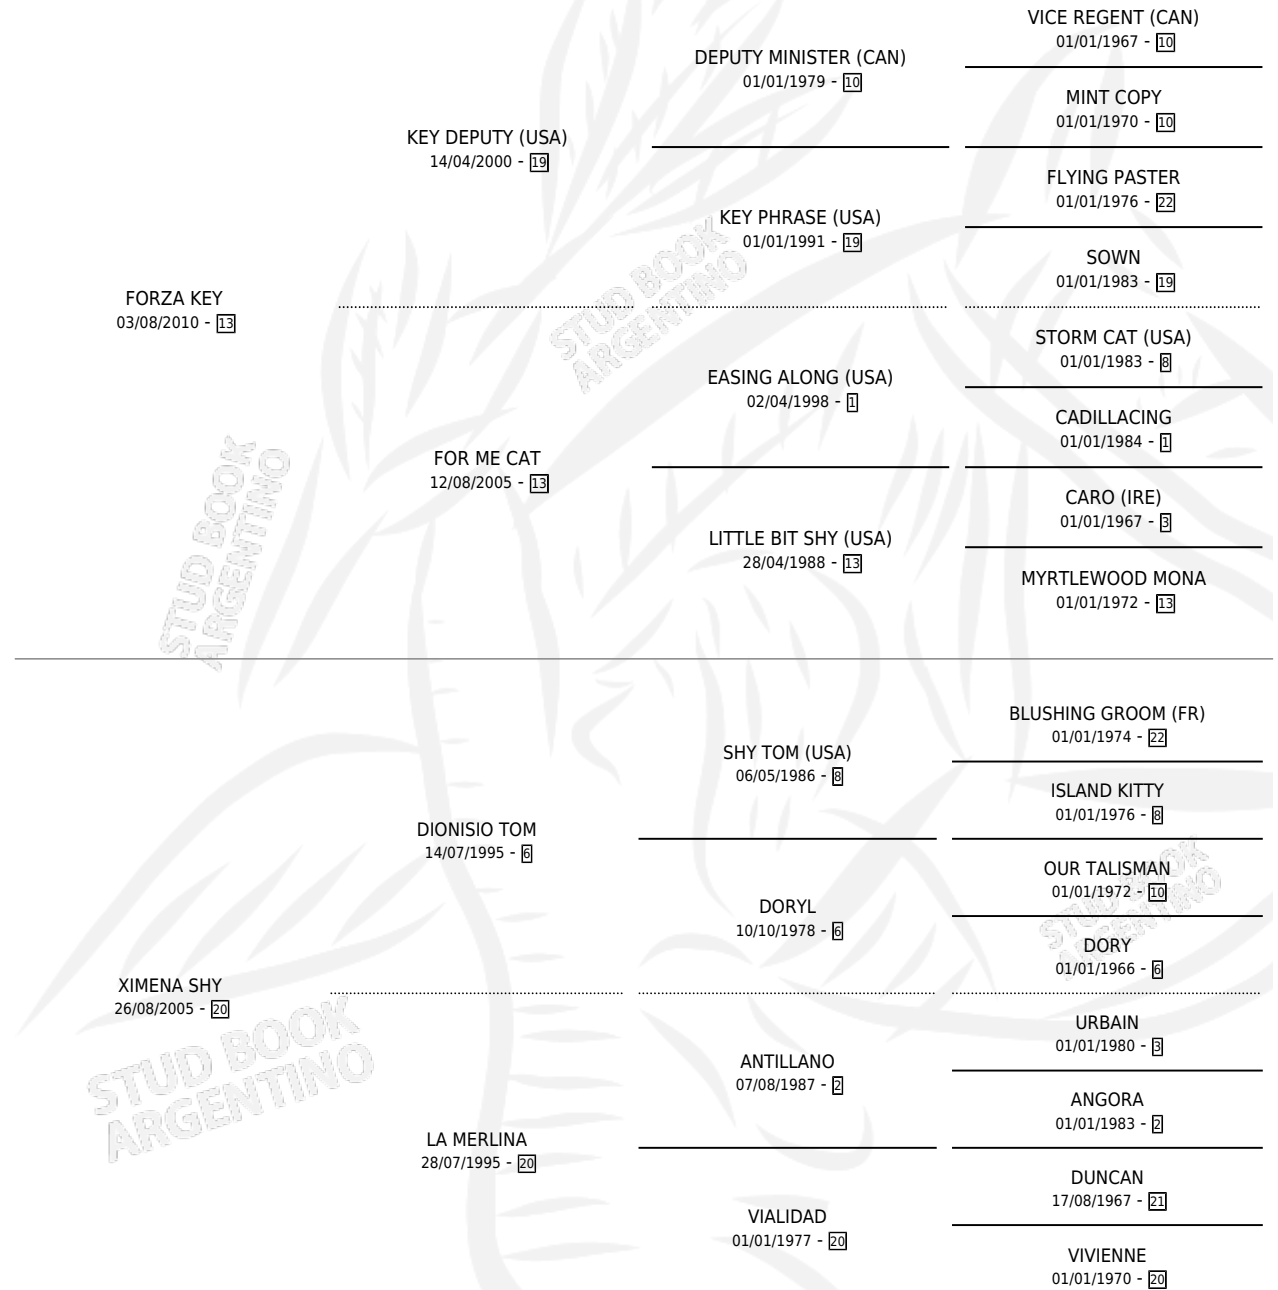 VICE REGENT (CAN)
01/01/1967 - 10
DEPUTY MINISTER (CAN)
01/01/1979 - 10
MINT COPY
01/01/1970 - 10
KEY DEPUTY (USA)
14/04/2000 - 19
FLYING PASTER
01/01/1976 - 22
KEY PHRASE (USA)
01/01/1991 - 19
SOWN
01/01/1983 - 19
FORZA KEY
03/08/2010 - 13
STORM CAT (USA)
01/01/1983 - 8
EASING ALONG (USA)
02/04/1998 - 1
CADILLACING
01/01/1984 - 1
FOR ME CAT
12/08/2005 - 13
CARO (IRE)
01/01/1967 - 3
LITTLE BIT SHY (USA)
28/04/1988 - 13
MYRTLEWOOD MONA
01/01/1972 - 13
STUD BOOK
ARGENTINO
STUD BOOK
ARGENTINO
BLUSHING GROOM (FR)
01/01/1974 - 22
SHY TOM (USA)
06/05/1986 - 8
ISLAND KITTY
01/01/1976 - 8
DIONISIO TOM
14/07/1995 - 6
OUR TALISMAN
01/01/1972 - 10
DORYL
10/10/1978 - 6
DORY
01/01/1966 - 6
STUD BOOK
ARGENTINO
XIMENA SHY
26/08/2005 - 20
URBAIN
01/01/1980 - 3
ANTILLANO
07/08/1987 - 2
ANGORA
01/01/1983 - 2
STUD BOOK
ARGENTINO
LA MERLINA
28/07/1995 - 20
DUNCAN
17/08/1967 - 21
VIALIDAD
01/01/1977 - 20
VIVIENNE
01/01/1970 - 20